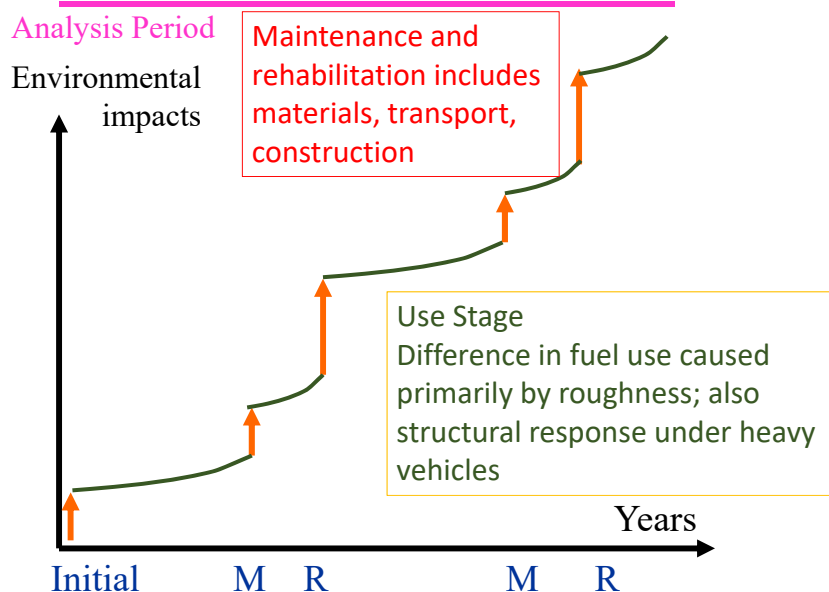 Analysis Period
Environmental
impacts
Maintenance and
rehabilitation includes
materials, transport,
construction
Use Stage
Difference in fuel use caused
primarily by roughness; also
structural response under heavy
vehicles
Years
Initial M R M R